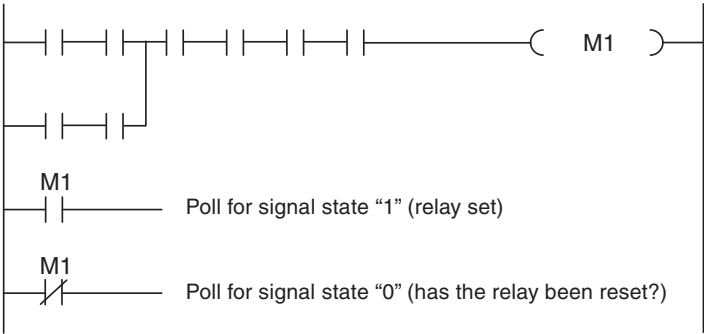 M1
M1
Poll for signal state “1” (relay set)
M1
Poll for signal state “0” (has the relay been reset?)